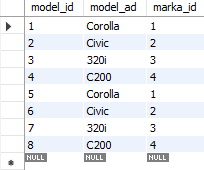 model_id model_ad marka_id
1 Corolla 1
2 Civic 2
3 320i 3
4 C200 4
5 Corolla 1
6 Civic 2
7 320i 3
8 C200 4
NULL NULL NULL